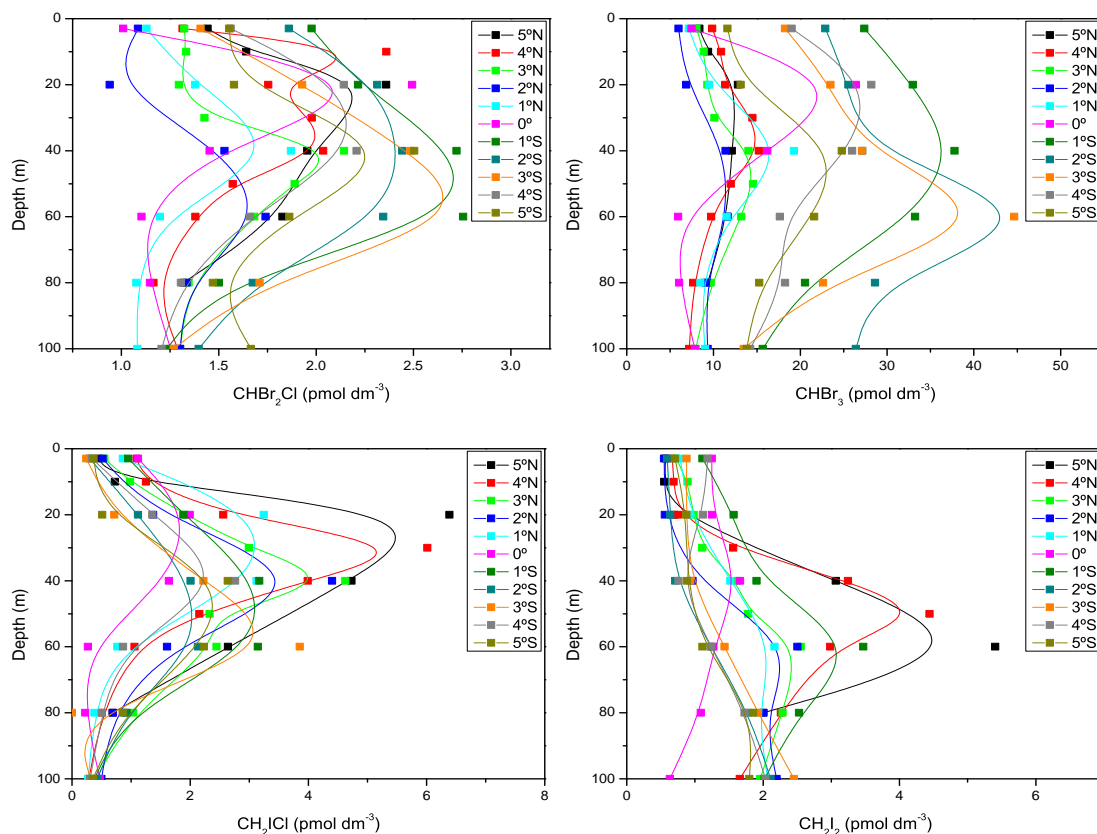 0
20
40
60
80
100
Depth (m)
1.0 1.5 2.0 2.5 3.0
CHBr₂Cl (pmol dm⁻³)
5ºN
4ºN
3ºN
2ºN
1ºN
0º
1ºS
2ºS
3ºS
4ºS
5ºS
0
20
40
60
80
100
Depth (m)
0 10 20 30 40 50
CHBr₃ (pmol dm⁻³)
5ºN
4ºN
3ºN
2ºN
1ºN
0º
1ºS
2ºS
3ºS
4ºS
5ºS
0
20
40
60
80
100
Depth (m)
0 2 4 6 8
CH₂ICl (pmol dm⁻³)
5ºN
4ºN
3ºN
2ºN
1ºN
0º
1ºS
2ºS
3ºS
4ºS
5ºS
0
20
40
60
80
100
Depth (m)
0 2 4 6
CH₂I₂ (pmol dm⁻³)
5ºN
4ºN
3ºN
2ºN
1ºN
0º
1ºS
2ºS
3ºS
4ºS
5ºS